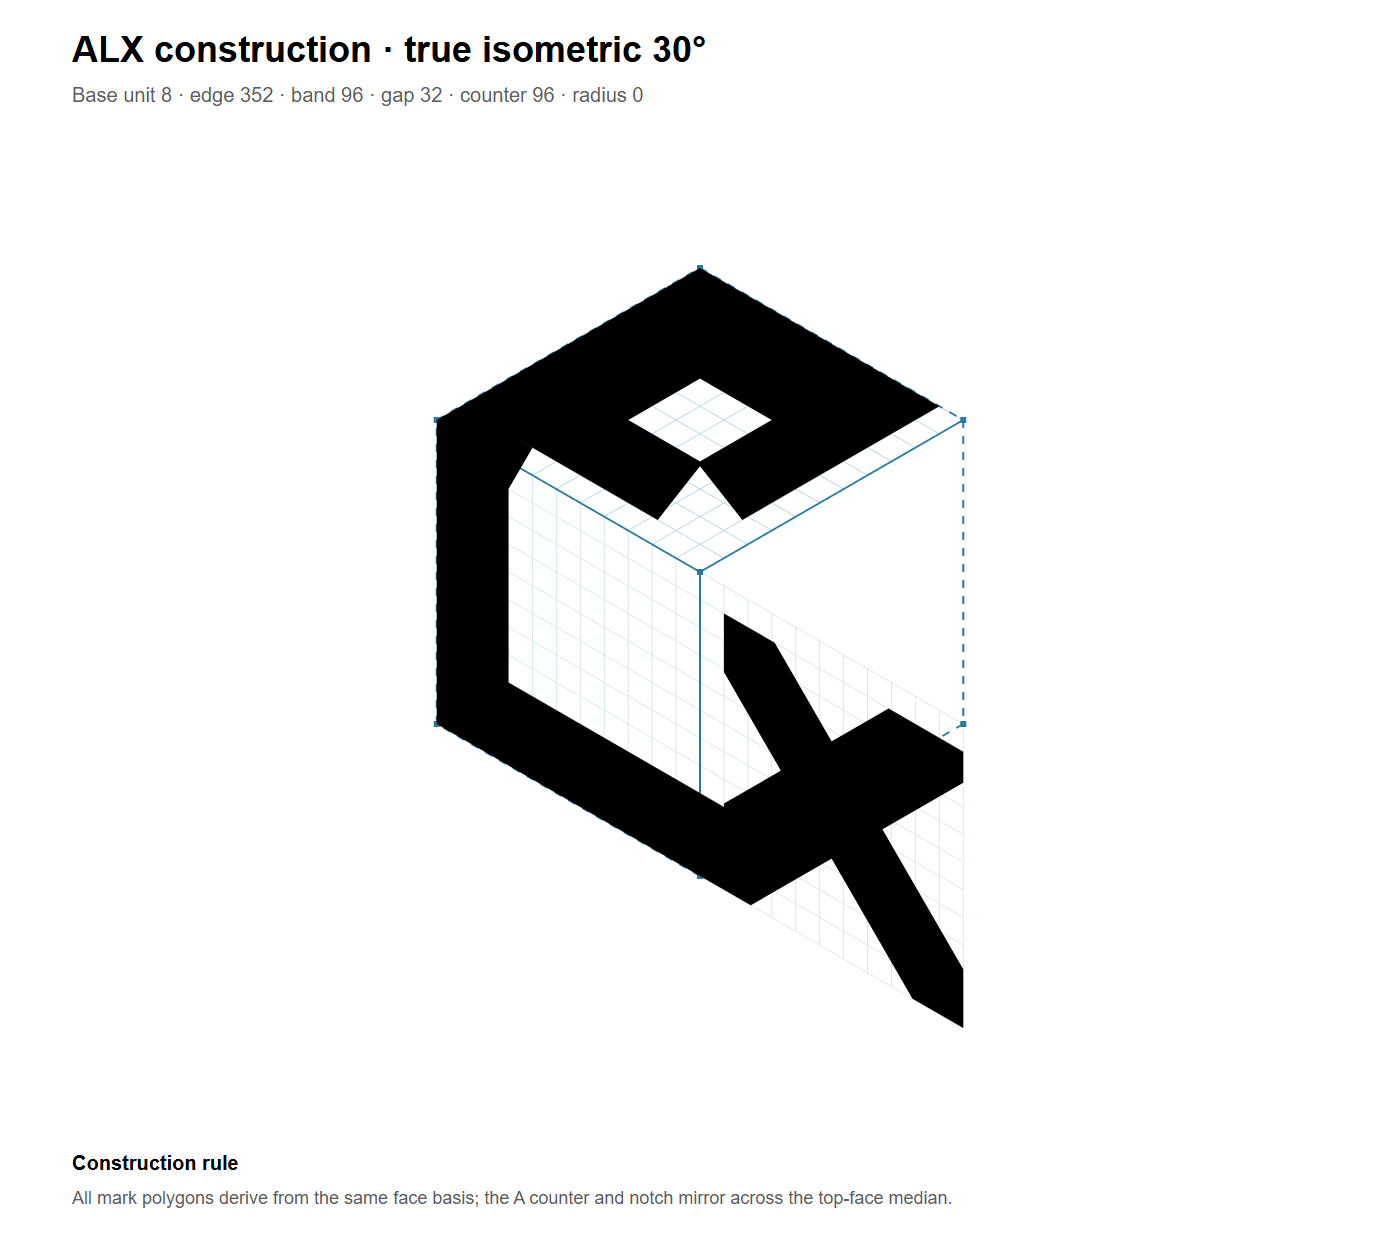 ALX construction · true isometric 30°
Base unit 8 · edge 352 · band 96 · gap 32 · counter 96 · radius 0
Construction rule
All mark polygons derive from the same face basis; the A counter and notch mirror across the top-face median.